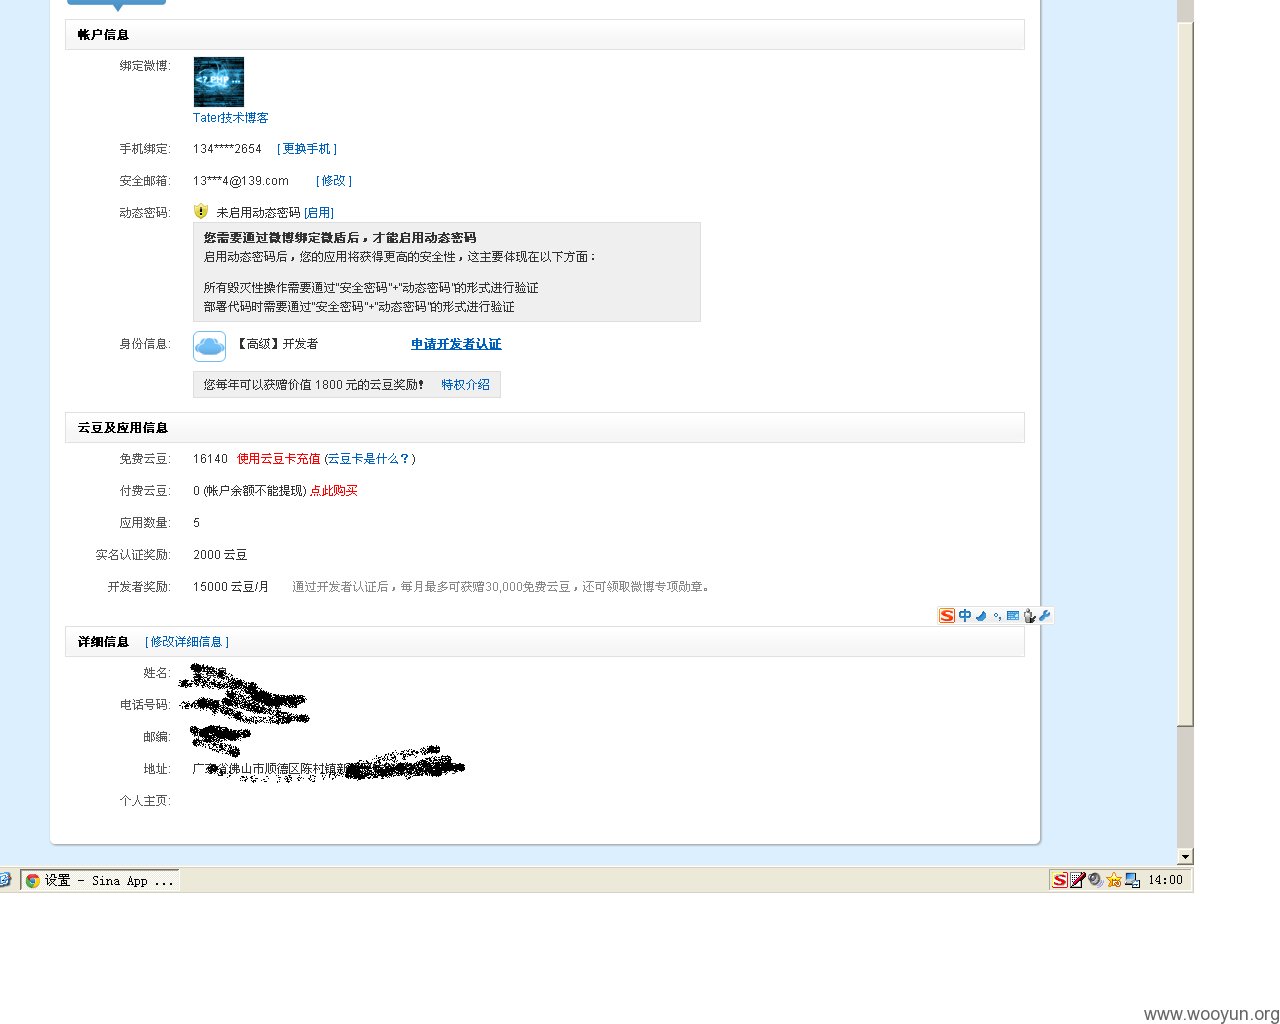 帐户信息
绑定微博:
<? PHP ...
Tater技术博客
手机绑定: 134****2654 [ 更换手机 ]
安全邮箱: 13***4@139.com [ 修改 ]
动态密码: 未启用动态密码 [启用]
您需要通过微博绑定微盾后，才能启用动态密码
启用动态密码后，您的应用将获得更高的安全性，这主要体现在以下方面：
所有毁灭性操作需要通过"安全密码"+"动态密码"的形式进行验证
部署代码时需要通过"安全密码"+"动态密码"的形式进行验证
身份信息: 【高级】开发者 申请开发者认证
您每年可以获赠价值 1800 元的云豆奖励! 特权介绍
云豆及应用信息
免费云豆: 16140 使用云豆卡充值 (云豆卡是什么？)
付费云豆: 0 (帐户余额不能提现) 点此购买
应用数量: 5
实名认证奖励: 2000 云豆
开发者奖励: 15000 云豆/月 通过开发者认证后，每月最多可获赠30,000免费云豆，还可领取微博专项勋章。
S 中
详细信息 [ 修改详细信息 ]
姓名:
电话号码:
邮编:
地址: 广东省佛山市顺德区陈村镇新
个人主页:
设置 - Sina App ...
S 14:00
www.wooyun.org